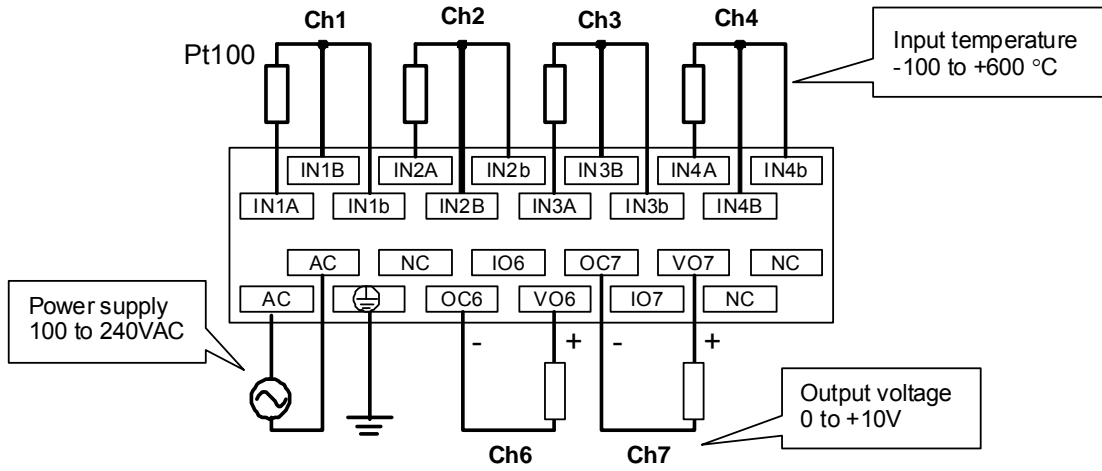 Ch1
Ch2
Ch3
Ch4
Pt100
Input temperature
-100 to +600 °C
IN1B
IN2A
IN2b
IN3B
IN4A
IN4b
IN1A
IN1b
IN2B
IN3A
IN3b
IN4B
AC
NC
IO6
OC7
VO7
NC
AC
OC6
VO6
IO7
NC
Power supply
100 to 240VAC
-
+
-
+
Output voltage
0 to +10V
Ch6
Ch7